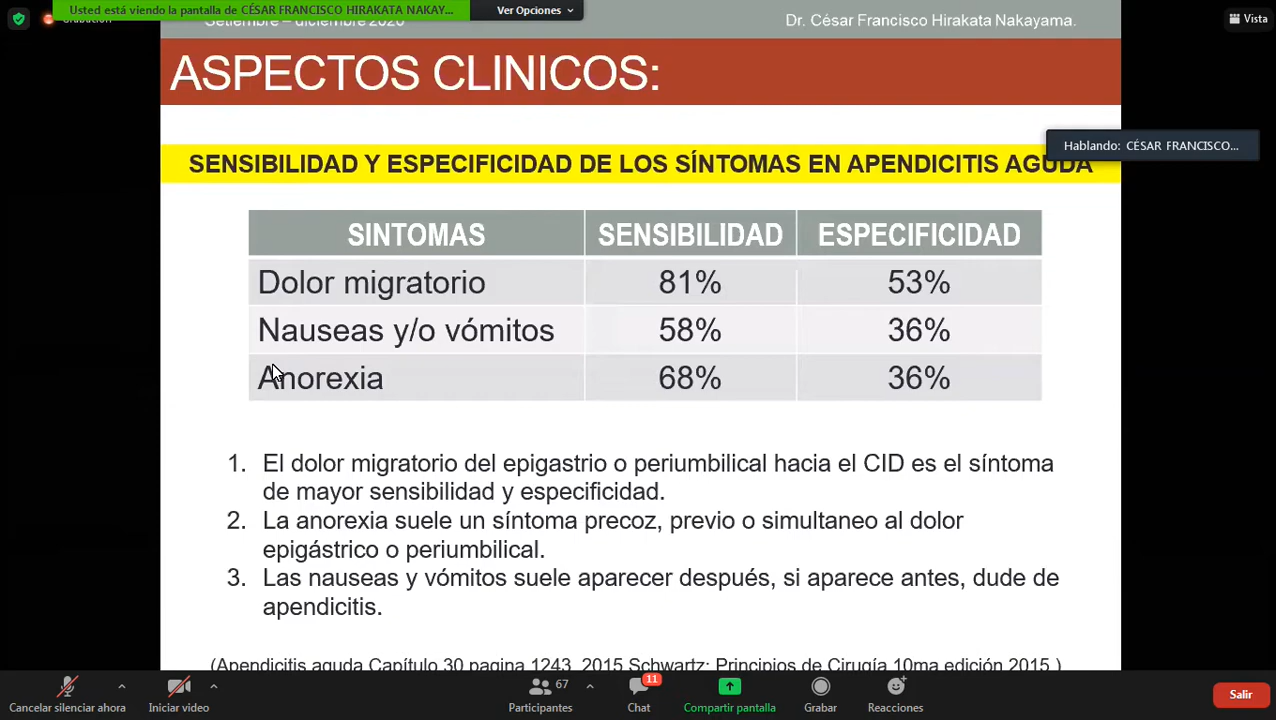 Usted está viendo la pantalla de CÉSAR FRANCISCO HIRAKATA NAKAY... Ver Opciones
Grabación
Setiembre – diciembre 2020 Dr. César Francisco Hirakata Nakayama.
Vista
ASPECTOS CLINICOS:
Hablando: CÉSAR FRANCISCO...
SENSIBILIDAD Y ESPECIFICIDAD DE LOS SÍNTOMAS EN APENDICITIS AGUDA
SINTOMAS SENSIBILIDAD ESPECIFICIDAD
Dolor migratorio 81% 53%
Nauseas y/o vómitos 58% 36%
Anorexia 68% 36%
1. El dolor migratorio del epigastrio o periumbilical hacia el CID es el síntoma
de mayor sensibilidad y especificidad.
2. La anorexia suele un síntoma precoz, previo o simultaneo al dolor
epigástrico o periumbilical.
3. Las nauseas y vómitos suele aparecer después, si aparece antes, dude de
apendicitis.
(Apendicitis aguda Capítulo 30 pagina 1243. 2015 Schwartz: Principios de Cirugía 10ma edición 2015.)
Cancelar silenciar ahora Iniciar video Participantes 67 Chat 11 Compartir pantalla Grabar Reacciones Salir